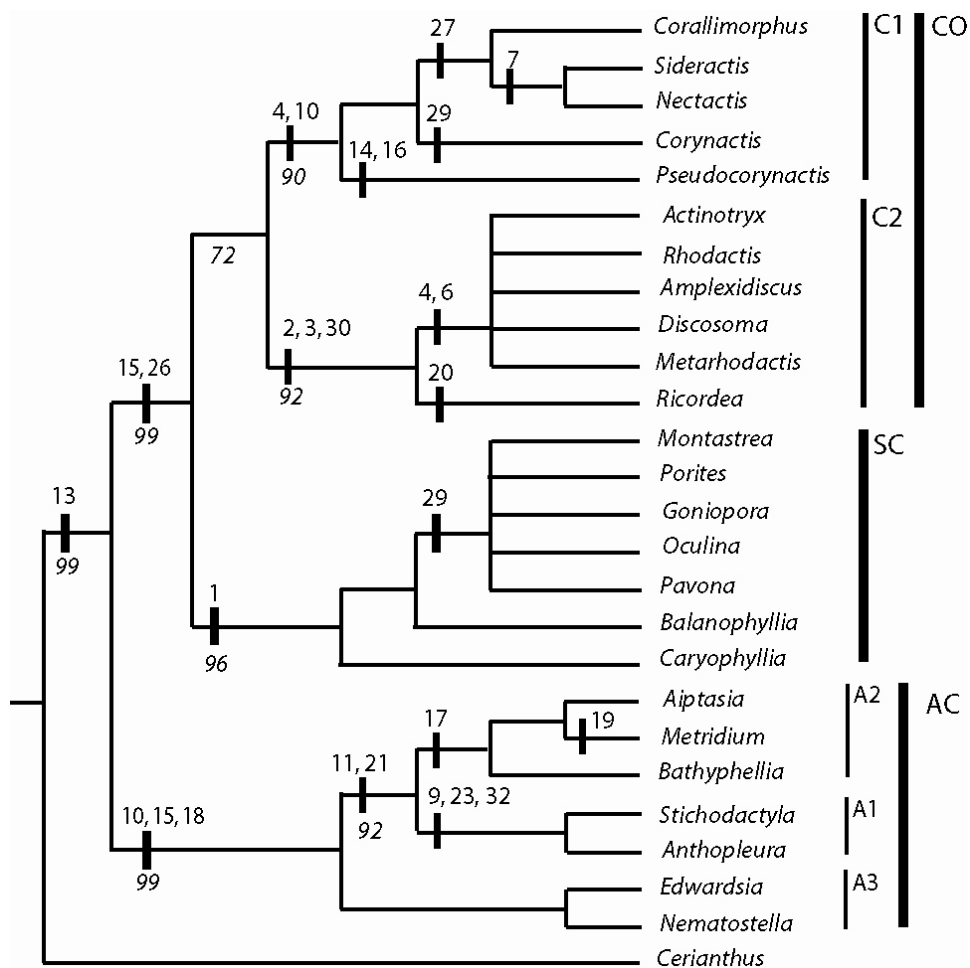 27
Corallimorphus
C1
CO
7
Sideractis
Nectactis
4, 10
29
Corynactis
14, 16
90
Pseudocorynactis
Actinotryx
C2
72
Rhodactis
4, 6
Amplexidiscus
2, 3, 30
Discosoma
15, 26
20
Metarhodactis
92
Ricordea
99
Montastrea
SC
Porites
13
29
Goniopora
Oculina
99
1
Pavona
Balanophyllia
96
Caryophyllia
Aiptasia
A2
AC
17
19
Metridium
11, 21
Bathyphellia
10, 15, 18
9, 23, 32
Stichodactyla
A1
92
Anthopleura
99
Edwardsia
A3
Nematostella
Cerianthus